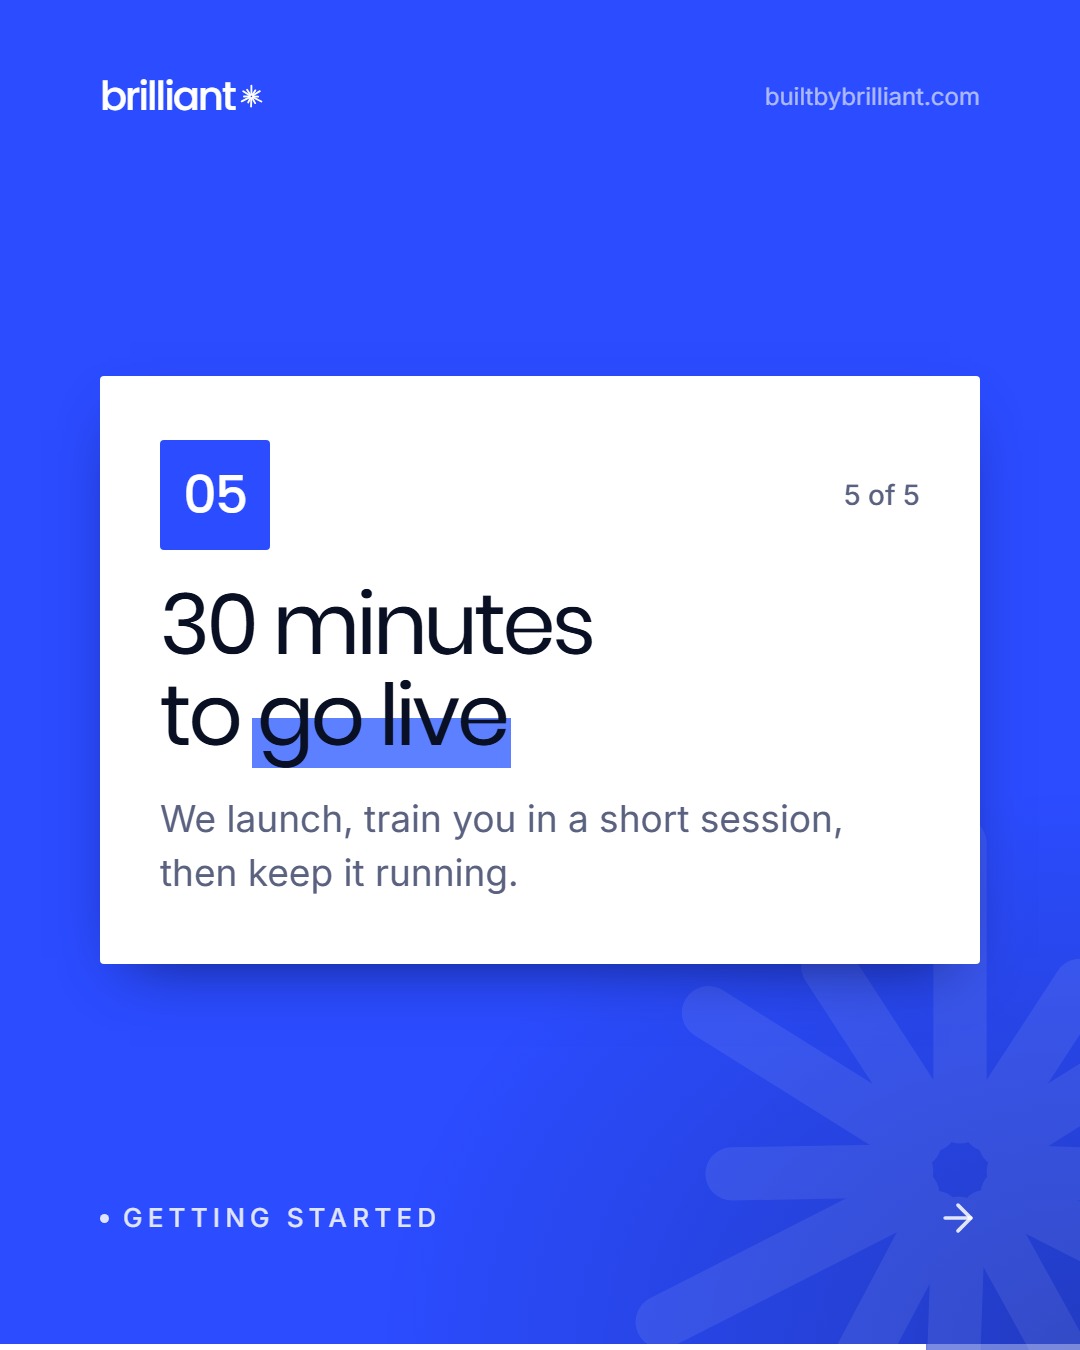 brilliant
builtbybrilliant.com
05
5 of 5
30 minutes
to go live
We launch, train you in a short session,
then keep it running.
• GETTING STARTED